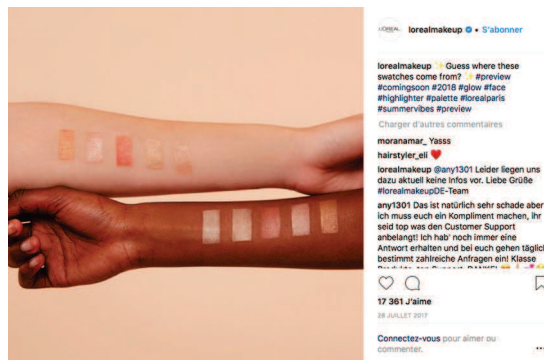 L'ORÉAL
lorealmakeup • S'abonner
lorealmakeup ✨Guess where these
swatches come from? ✨#preview
#comingsoon #2018 #glow #face
#highlighter #palette #lorealparis
#summervibes #preview
Charger d'autres commentaires
moranamar_ Yasss
hairstyler_eli ❤️
lorealmakeup @any1301 Leider liegen uns
dazu aktuell keine Infos vor. Liebe Grüße
#lorealmakeupDE-Team
any1301 Das ist natürlich sehr schade aber
ich muss euch ein Kompliment machen, ihr
seid top was den Customer Support
anbelangt! Ich hab' noch immer eine
Antwort erhalten und bei euch gehen täglich
bestimmt zahlreiche Anfragen ein! Klasse
17 361 J'aime
26 JUILLET 2017
Connectez-vous pour aimer ou
commenter.